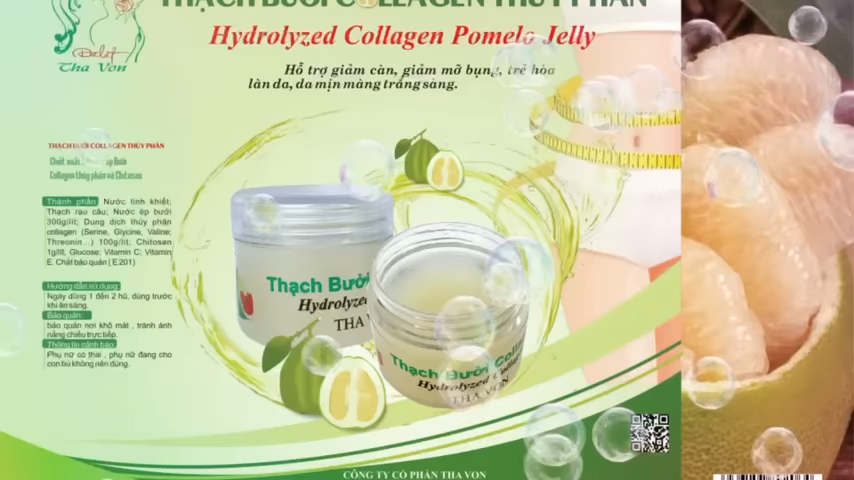 THẠCH BƯỞI COLLAGEN THỦY PHÂN
Hydrolyzed Collagen Pomelo Jelly
Hỗ trợ giảm cân, giảm mỡ bụng, trẻ hóa
làn da, da mịn màng trắng sáng.
Tha Von
THẠCH BƯỞI COLLAGEN THỦY PHÂN
Collagen thủy phân và Chitosan
Thành phần: Nước tinh khiết;
Thạch rau câu; Nước ép bưởi
300g/lít; Dung dịch thủy phân
collagen (Serine, Glycine, Valine;
Threonin...) 100g/lít; Chitosan
1g/lít; Glucose; Vitamin C; Vitamin
E. Chất bảo quản ( E 201)
Hướng dẫn sử dụng:
Ngày dùng 1 đến 2 hũ, dùng trước
khi ăn sáng.
Bảo quản:
bảo quản nơi khô mát , tránh ánh
nắng chiếu trực tiếp.
Thông tin cảnh báo:
Phụ nữ có thai , phụ nữ đang cho
con bú không nên dùng.
Thạch Bưởi
THA
Thạch Bưởi
Hydrolyzed
THA VON
CÔNG TY CỔ PHẦN THA VON